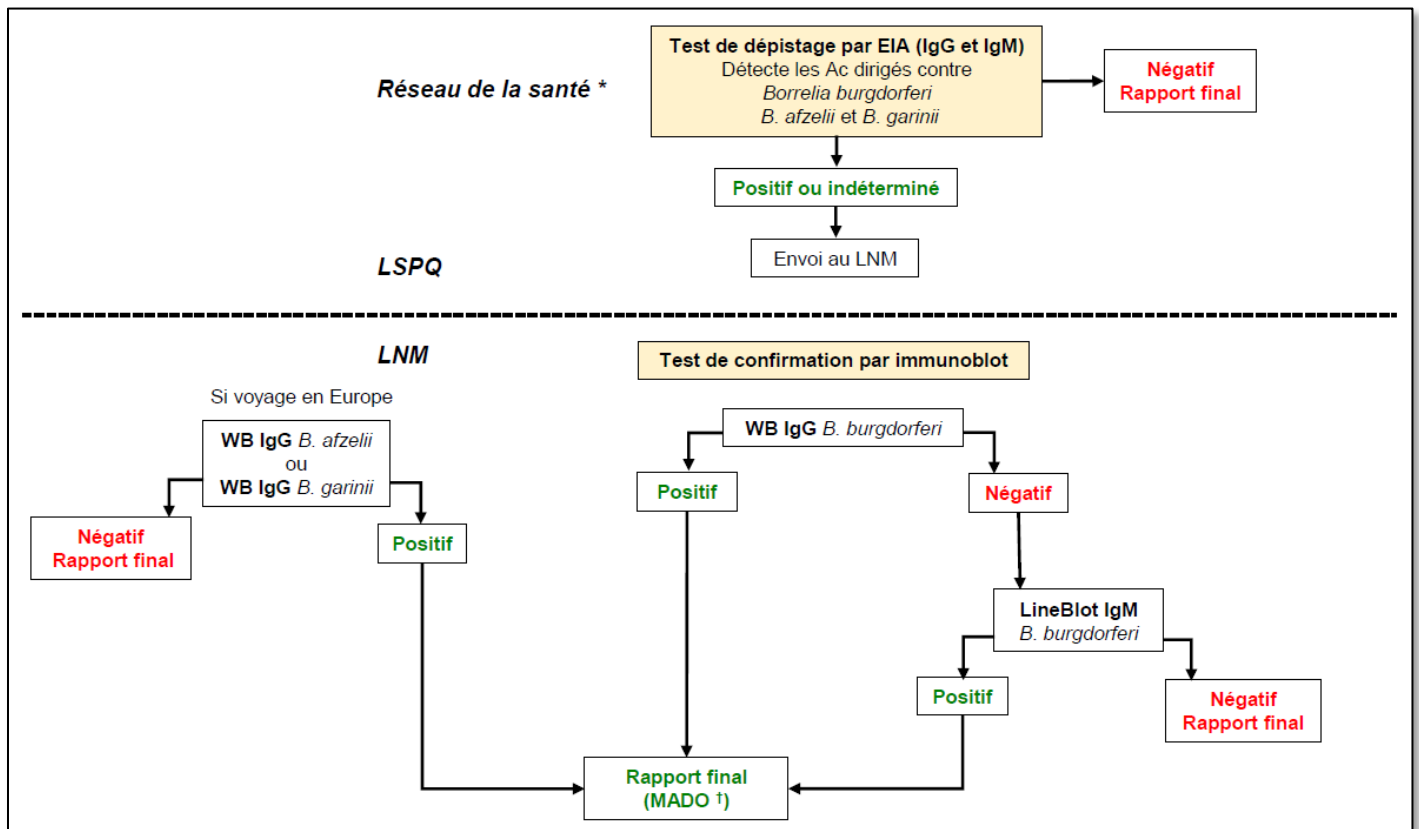 Réseau de la santé *
Test de dépistage par EIA (IgG et IgM)
Détecte les Ac dirigés contre
Borrelia burgdorferi
B. afzelii et B. garinii
Négatif
Rapport final
Positif ou indéterminé
Envoi au LNM
LSPQ
LNM
Test de confirmation par immunoblot
Si voyage en Europe
WB IgG B. afzelii
ou
WB IgG B. garinii
Négatif
Rapport final
Positif
WB IgG B. burgdorferi
Positif
Négatif
LineBlot IgM
B. burgdorferi
Positif
Négatif
Rapport final
Rapport final
(MADO †)